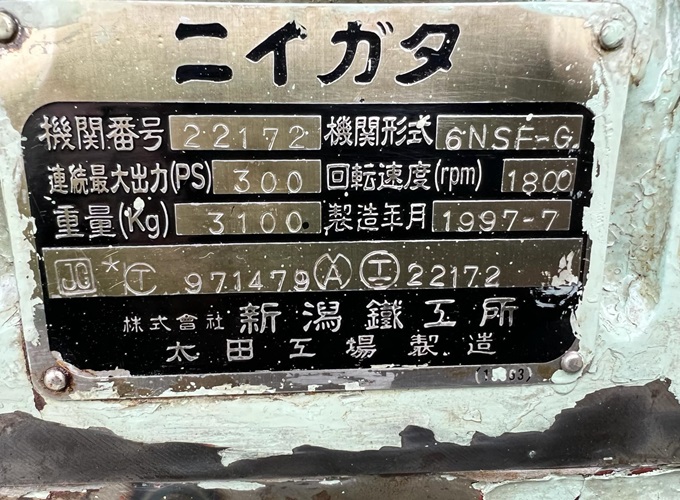 ニイガタ
機関番号 22172 機関形式 6NSF-G
連続最大出力(PS) 300 回転速度(rpm) 1800
重量(Kg) 3100 製造年月 1997-7
JG * T 971479 A 工 22172
株式會社 新潟鐵工所
太田工場製造